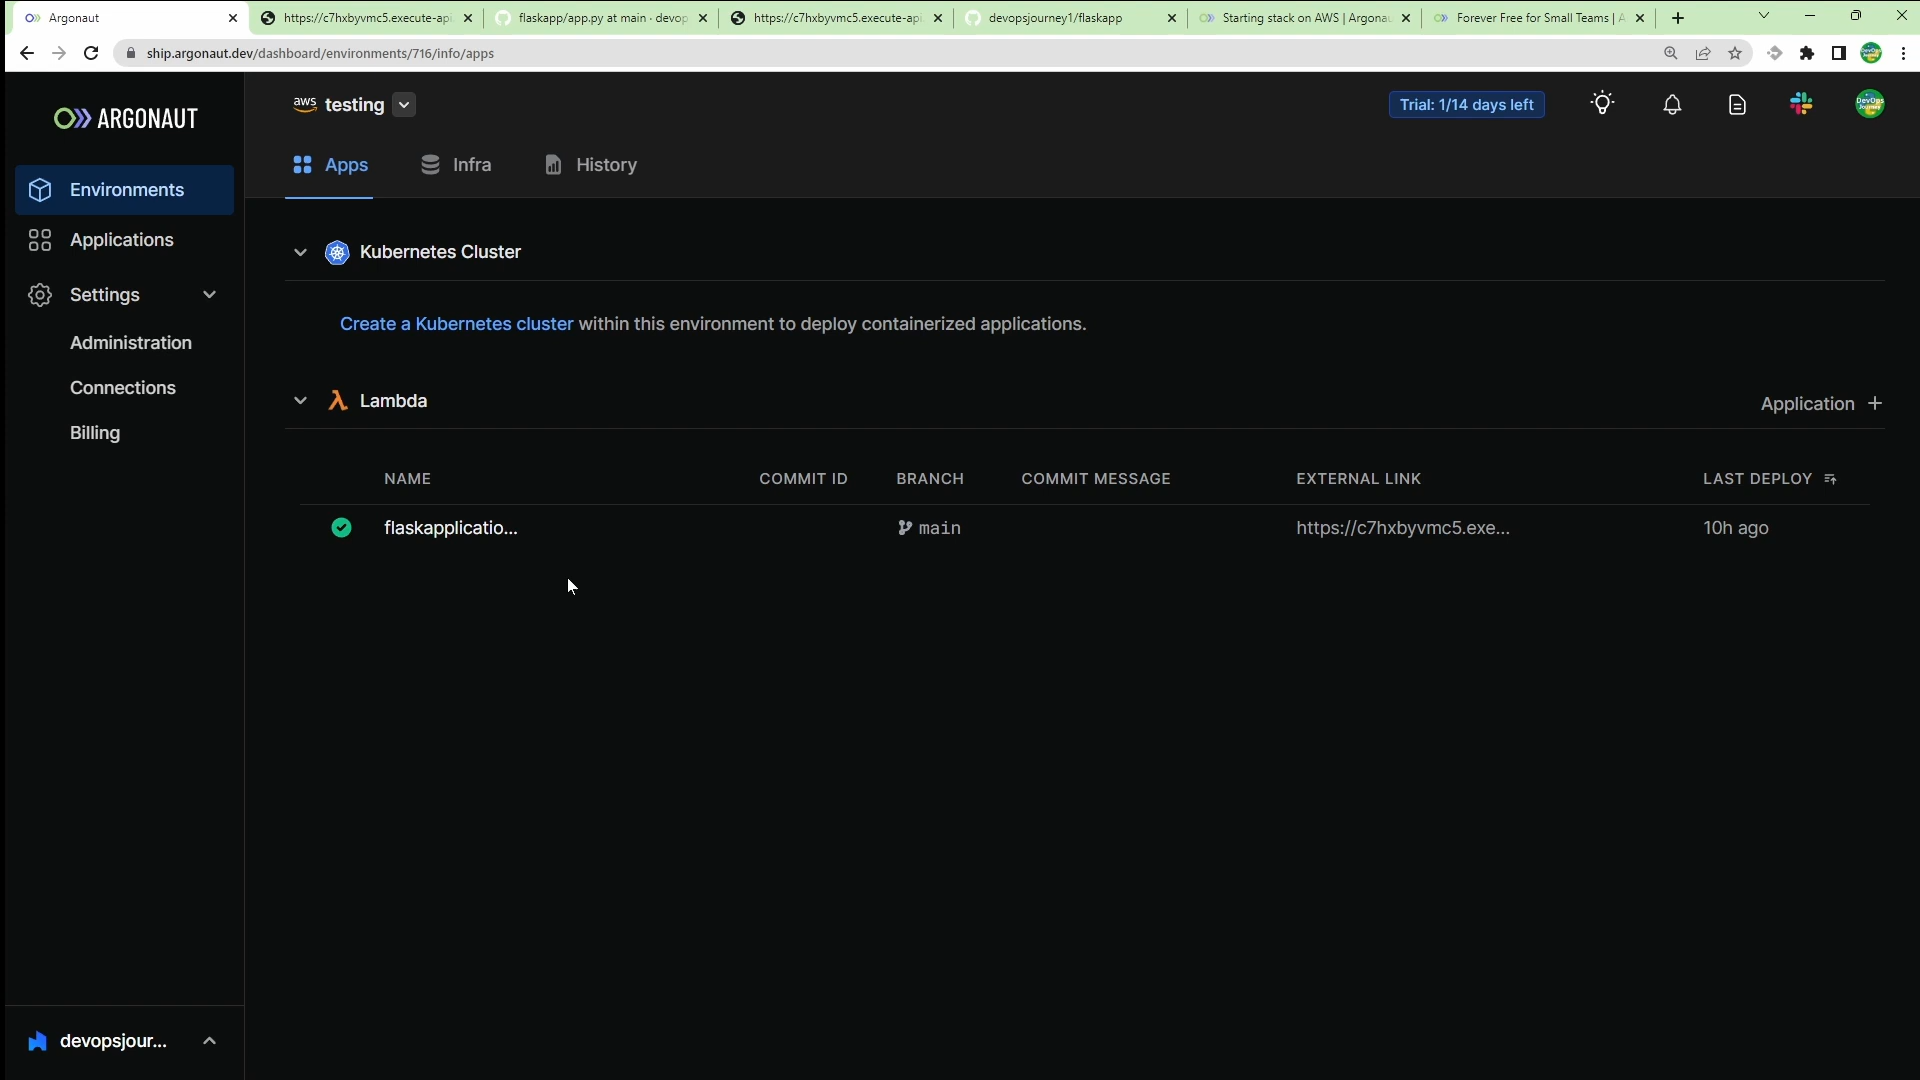 Argonaut
https://c7hxbyvmc5.execute-api.
flaskapp/app.py at main · devop
https://c7hxbyvmc5.execute-api.
devopsjourney1/flaskapp
Starting stack on AWS | Argona
Forever Free for Small Teams | A
ship.argonaut.dev/dashboard/environments/716/info/apps
ARGONAUT
aws testing
Trial: 1/14 days left
DevOps
Journey
Apps
Infra
History
Environments
Applications
Settings
Administration
Connections
Billing
Kubernetes Cluster
Create a Kubernetes cluster within this environment to deploy containerized applications.
Lambda
Application +
NAME
COMMIT ID
BRANCH
COMMIT MESSAGE
EXTERNAL LINK
LAST DEPLOY
flaskapplicatio...
main
https://c7hxbyvmc5.exe...
10h ago
devopsjour...